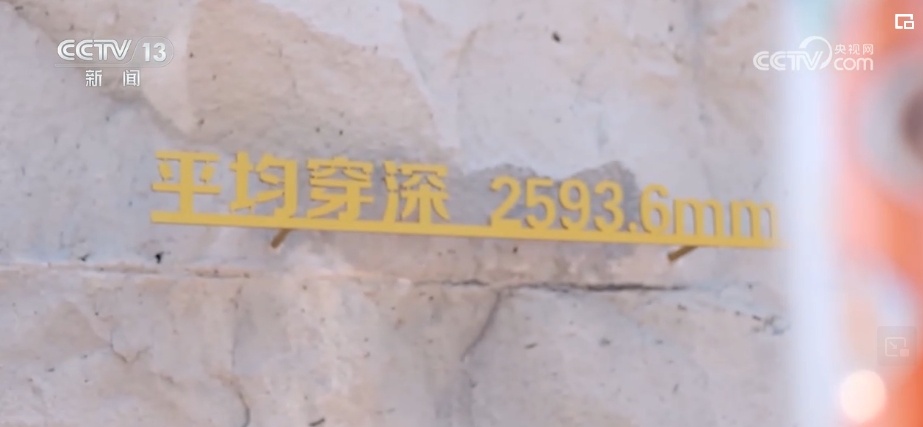 CCTV 13
新闻
央视网
CCTV com
平均穿深 2593.6mm